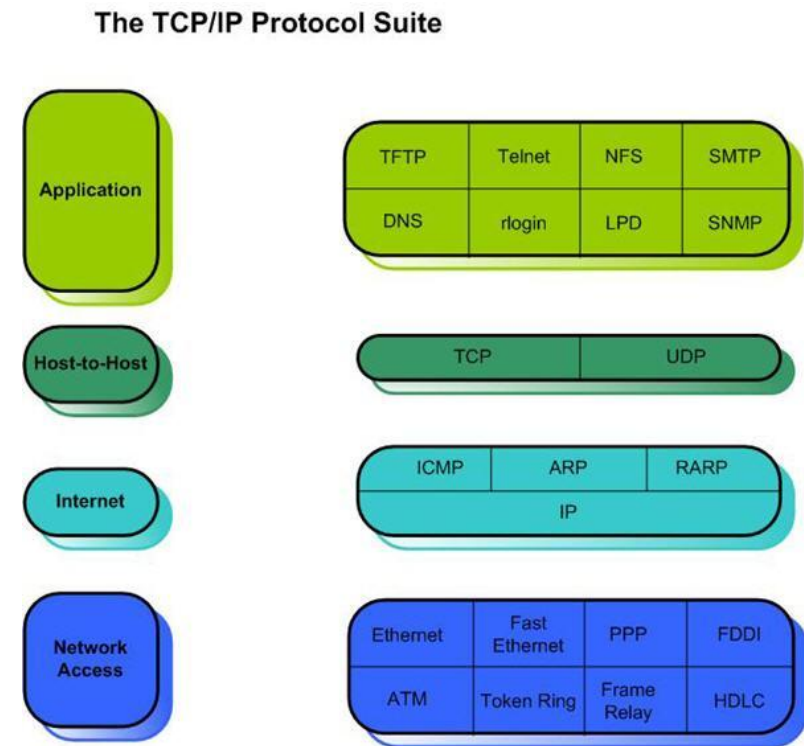 The TCP/IP Protocol Suite
Application
TFTP Telnet NFS SMTP
DNS rlogin LPD SNMP
Host-to-Host
TCP UDP
Internet
ICMP ARP RARP
IP
Network
Access
Ethernet Fast
Ethernet PPP FDDI
ATM Token Ring Frame
Relay HDLC